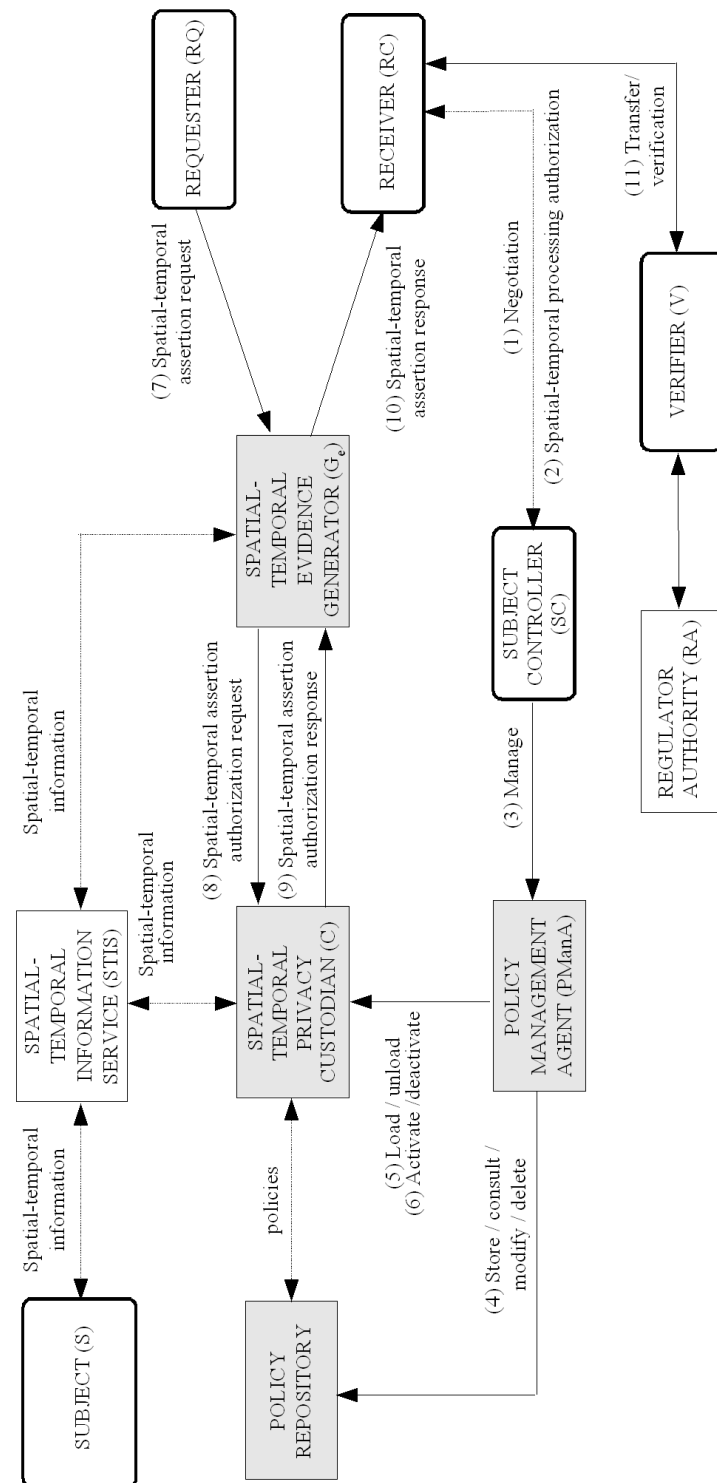 SUBJECT (S)
Spatial-temporal
information
SPATIAL-
TEMPORAL
INFORMATION
SERVICE (STIS)
Spatial-temporal
information
REQUESTER (RQ)
Spatial-temporal
information
(7) Spatial-temporal
assertion request
POLICY
REPOSITORY
policies
SPATIAL-
TEMPORAL
PRIVACY
CUSTODIAN (C)
(8) Spatial-temporal assertion
authorization request
(9) Spatial-temporal assertion
authorization response
SPATIAL-
TEMPORAL
EVIDENCE
GENERATOR (Ge)
(10) Spatial-temporal
assertion response
RECEIVER (RC)
(5) Load / unload
(6) Activate /deactivate
(4) Store / consult /
modify / delete
POLICY
MANAGEMENT
AGENT (PManA)
(3) Manage
SUBJECT
CONTROLLER
(SC)
(1) Negotiation
(2) Spatial-temporal processing authorization
REGULATOR
AUTHORITY (RA)
VERIFIER (V)
(11) Transfer/
verification